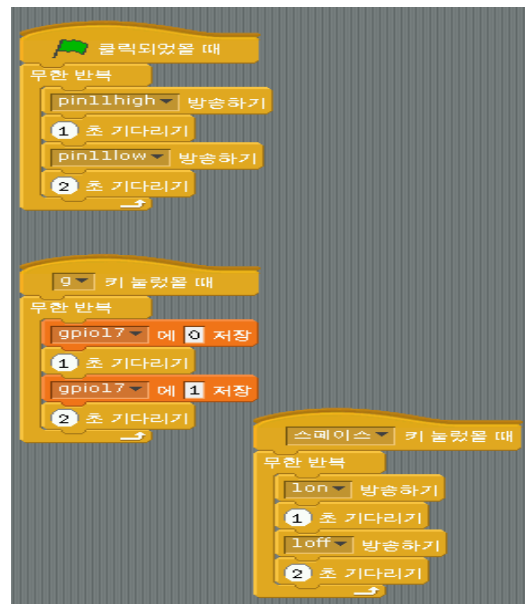 클릭되었을 때
무한 반복
pin11high 방송하기
1 초 기다리기
pin11low 방송하기
2 초 기다리기
g 키 눌렀을 때
무한 반복
gpio17 에 0 저장
1 초 기다리기
gpio17 에 1 저장
2 초 기다리기
스페이스 키 눌렀을 때
무한 반복
1on 방송하기
1 초 기다리기
1off 방송하기
2 초 기다리기